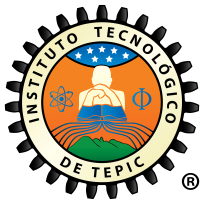 INSTITUTO TECNOLÓGICO
DE TEPIC
Φ
®